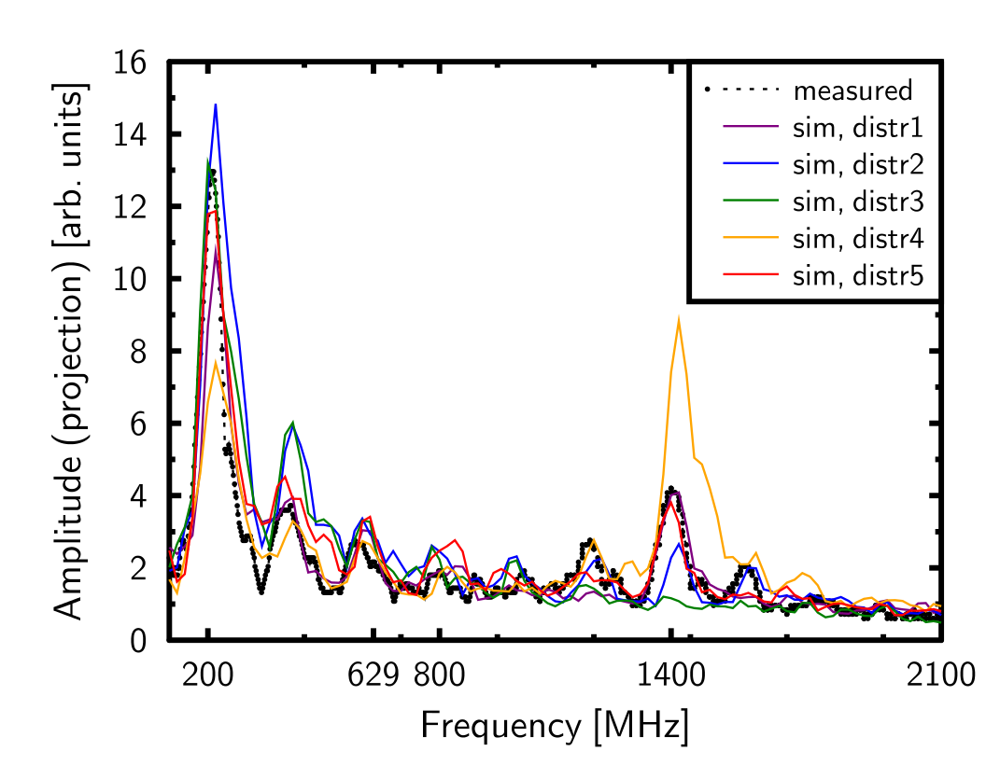 Amplitude (projection) [arb. units]
16
14
12
10
8
6
4
2
0
measured
sim, distr1
sim, distr2
sim, distr3
sim, distr4
sim, distr5
200 629 800 1400 2100
Frequency [MHz]